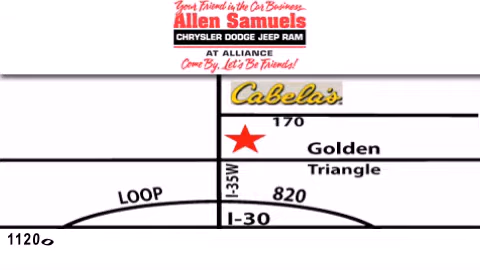 Your Friend in the Car Business
Allen Samuels
CHRYSLER DODGE JEEP RAM
AT ALLIANCE
Come By, Let's Be Friends!
Cabela's
170
Golden
Triangle
I-35W
LOOP
820
I-30